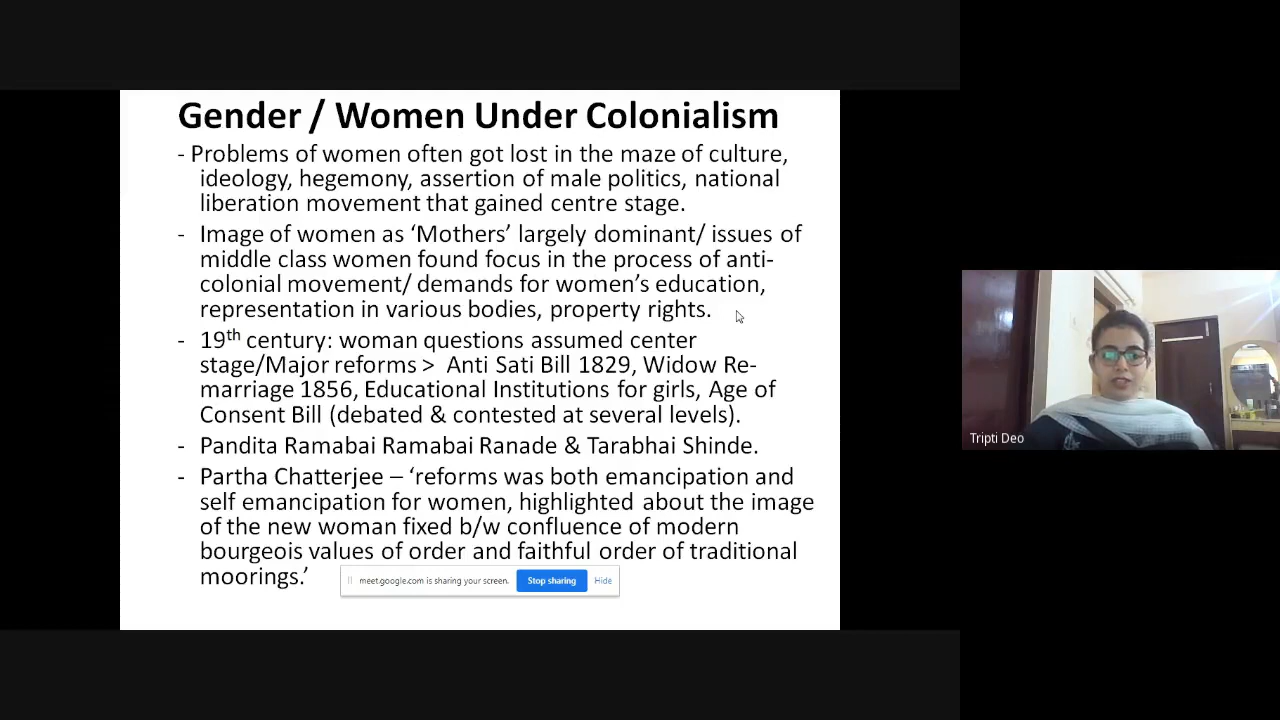 Gender / Women Under Colonialism
- Problems of women often got lost in the maze of culture,
ideology, hegemony, assertion of male politics, national
liberation movement that gained centre stage.
- Image of women as ‘Mothers’ largely dominant/ issues of
middle class women found focus in the process of anti-
colonial movement/ demands for women’s education,
representation in various bodies, property rights.
- 19th century: woman questions assumed center
stage/Major reforms > Anti Sati Bill 1829, Widow Re-
marriage 1856, Educational Institutions for girls, Age of
Consent Bill (debated & contested at several levels).
- Pandita Ramabai Ramabai Ranade & Tarabhai Shinde.
- Partha Chatterjee – ‘reforms was both emancipation and
self emancipation for women, highlighted about the image
of the new woman fixed b/w confluence of modern
bourgeois values of order and faithful order of traditional
moorings.’
meet.google.com is sharing your screen. Stop sharing Hide
Tripti Deo